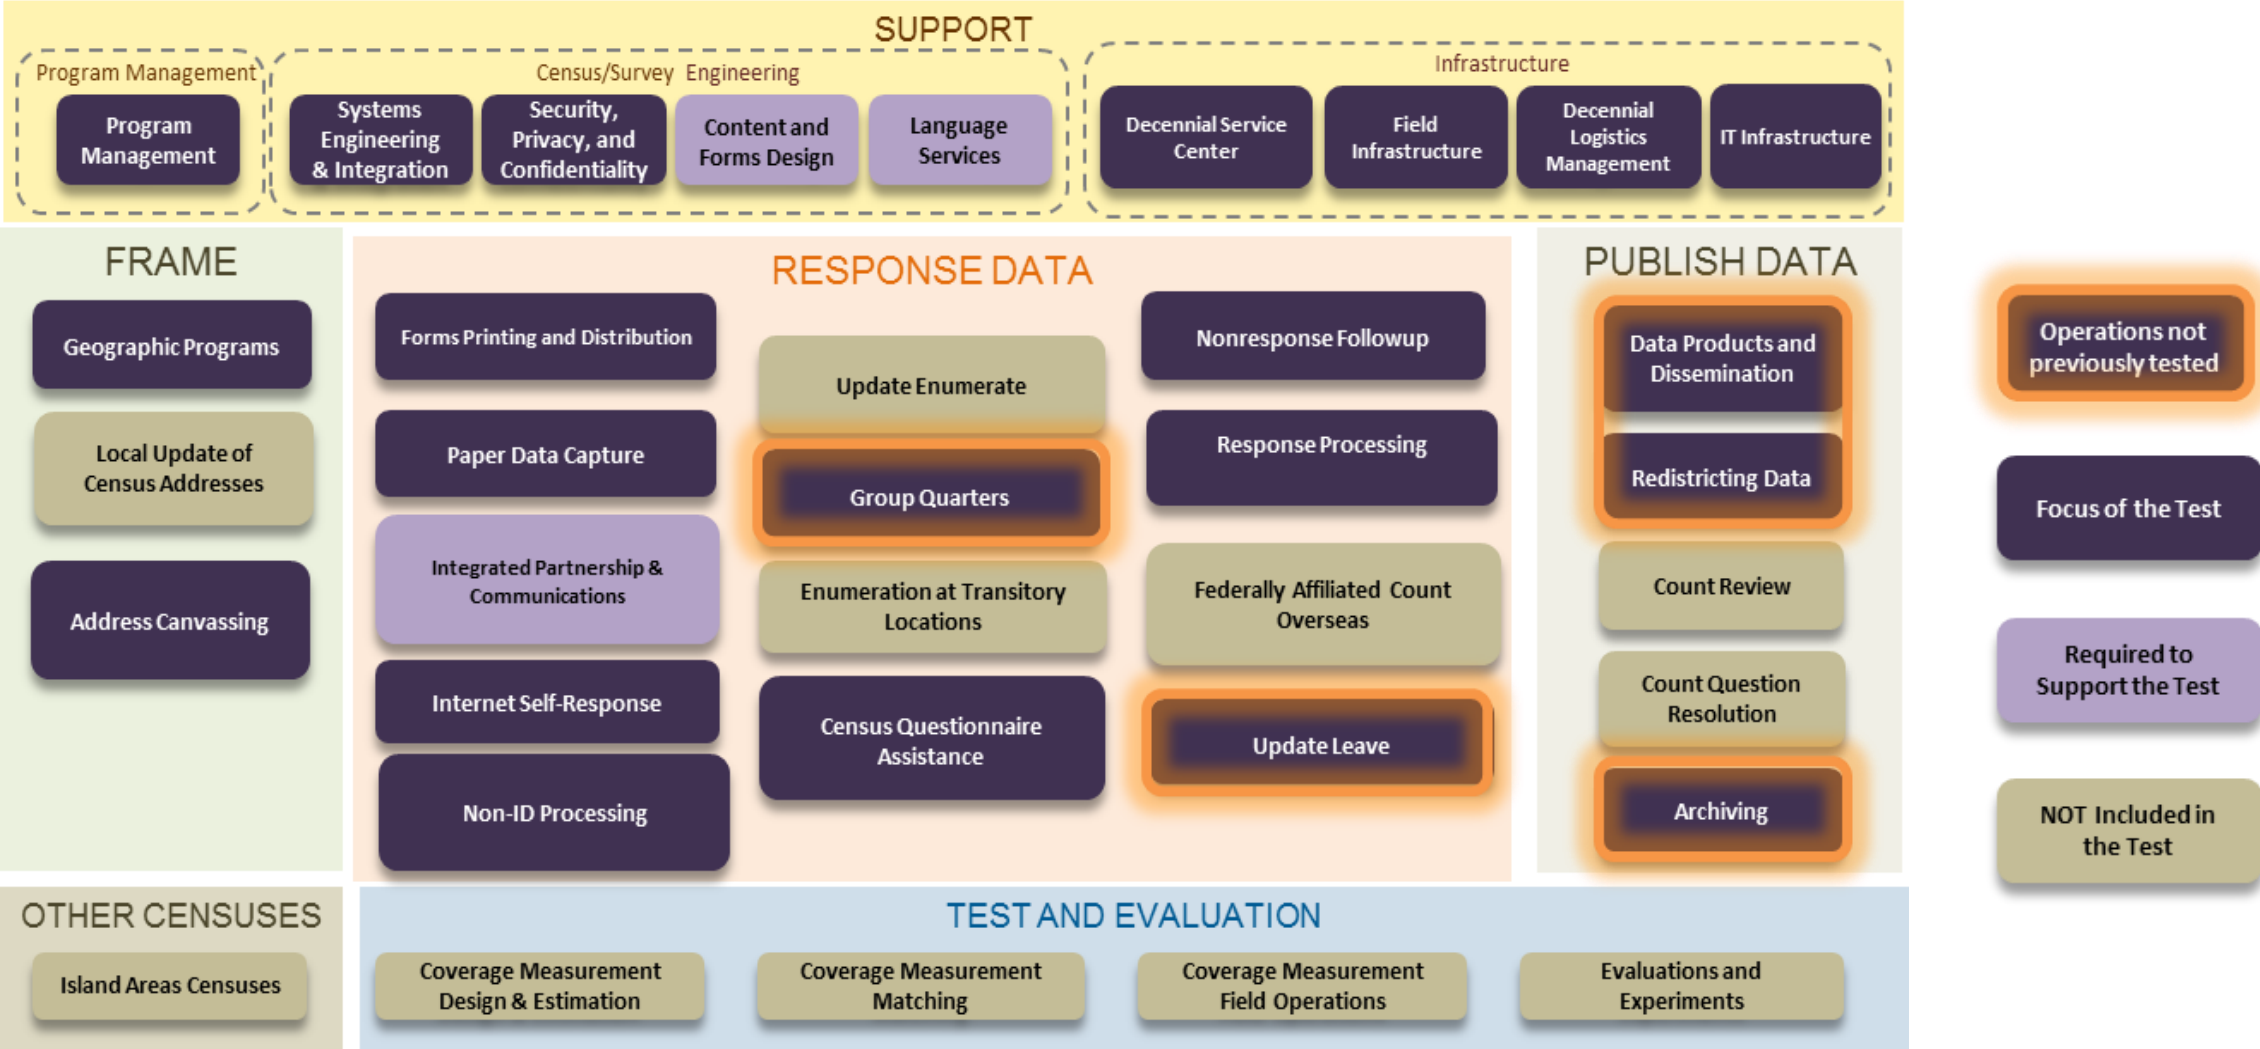 SUPPORT
Program Management
Census/Survey Engineering
Infrastructure
Program
Management
Systems
Engineering
& Integration
Security,
Privacy, and
Confidentiality
Content and
Forms Design
Language
Services
Decennial Service
Center
Field
Infrastructure
Decennial
Logistics
Management
IT Infrastructure
FRAME
Geographic Programs
Local Update of
Census Addresses
Address Canvassing
RESPONSE DATA
Forms Printing and Distribution
Paper Data Capture
Integrated Partnership &
Communications
Internet Self-Response
Non-ID Processing
Update Enumerate
Group Quarters
Enumeration at Transitory
Locations
Census Questionnaire
Assistance
Nonresponse Followup
Response Processing
Federally Affiliated Count
Overseas
Update Leave
PUBLISH DATA
Data Products and
Dissemination
Redistricting Data
Count Review
Count Question
Resolution
Archiving
Operations not
previously tested
Focus of the Test
Required to
Support the Test
NOT Included in
the Test
OTHER CENSUSES
Island Areas Censuses
TEST AND EVALUATION
Coverage Measurement
Design & Estimation
Coverage Measurement
Matching
Coverage Measurement
Field Operations
Evaluations and
Experiments